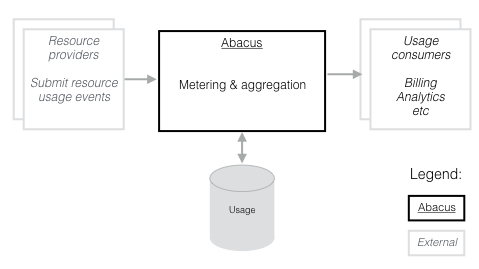 Resource
providers
Submit resource
usage events
Abacus
Metering & aggregation
Usage
consumers
Billing
Analytics
etc
Usage
Legend:
Abacus
External